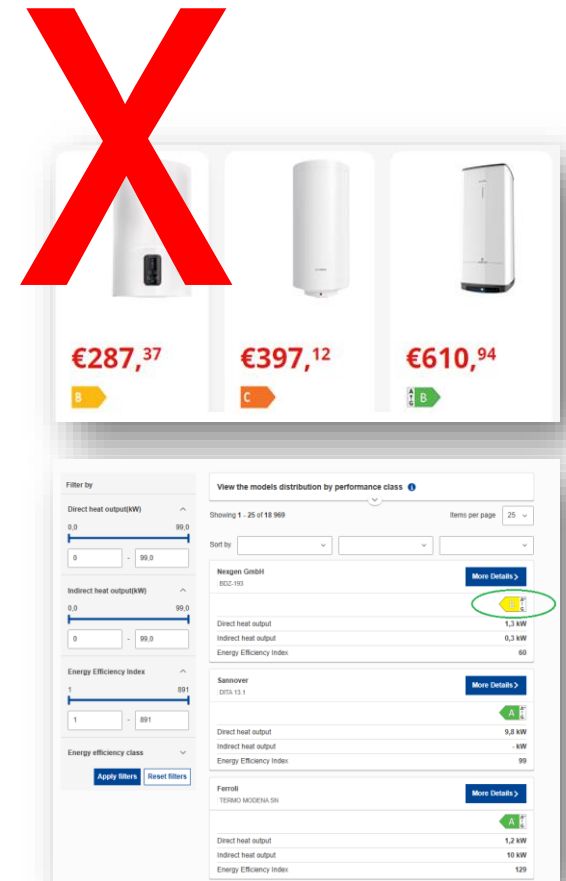 X
€287,37
€397,12
€610,94
B
C
A
T
G
B
Filter by
Direct heat output(kW)
0,0 99,0
0 - 99,0
Indirect heat output(kW)
0,0 99,0
0 - 99,0
Energy Efficiency Index
1 891
1 - 891
Energy efficiency class
Apply filters Reset filters
View the models distribution by performance class
Showing 1 - 25 of 18 969 Items per page 25
Sort by
Nexgen GmbH
BDZ-193
More Details >
Direct heat output 1,3 kW
Indirect heat output 0,3 kW
Energy Efficiency Index 60
Sannover
DITA 13.1
More Details >
A
Direct heat output 9,8 kW
Indirect heat output - kW
Energy Efficiency Index 99
Ferroli
TERMO MODENA SN
More Details >
A
Direct heat output 1,2 kW
Indirect heat output 10 kW
Energy Efficiency Index 129